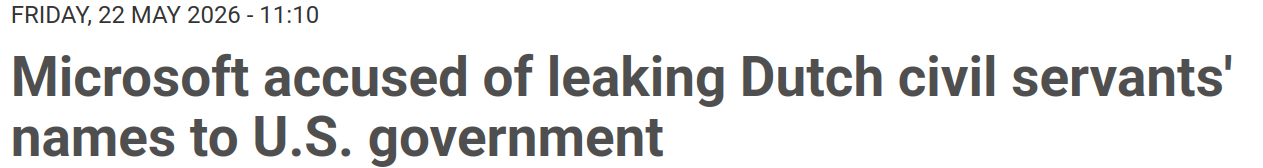 FRIDAY, 22 MAY 2026 - 11:10
Microsoft accused of leaking Dutch civil servants'
names to U.S. government